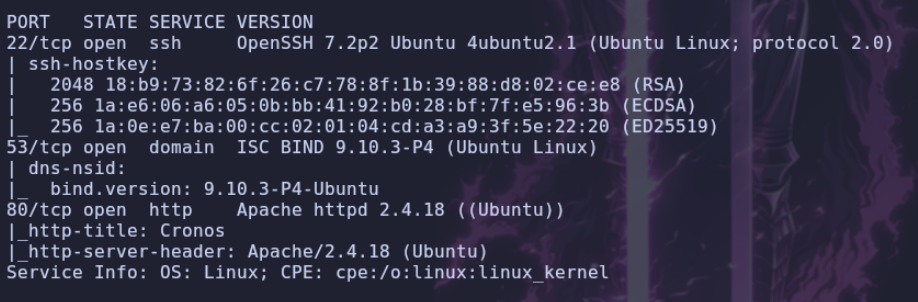 PORT   STATE SERVICE VERSION
22/tcp open  ssh     OpenSSH 7.2p2 Ubuntu 4ubuntu2.1 (Ubuntu Linux; protocol 2.0)
| ssh-hostkey:
|   2048 18:b9:73:82:6f:26:c7:78:8f:1b:39:88:d8:02:ce:e8 (RSA)
|   256 1a:e6:06:a6:05:0b:bb:41:92:b0:28:bf:7f:e5:96:3b (ECDSA)
|_  256 1a:0e:e7:ba:00:cc:02:01:04:cd:a3:a9:3f:5e:22:20 (ED25519)
53/tcp open  domain  ISC BIND 9.10.3-P4 (Ubuntu Linux)
| dns-nsid:
|_  bind.version: 9.10.3-P4-Ubuntu
80/tcp open  http    Apache httpd 2.4.18 ((Ubuntu))
|_http-title: Cronos
|_http-server-header: Apache/2.4.18 (Ubuntu)
Service Info: OS: Linux; CPE: cpe:/o:linux:linux_kernel